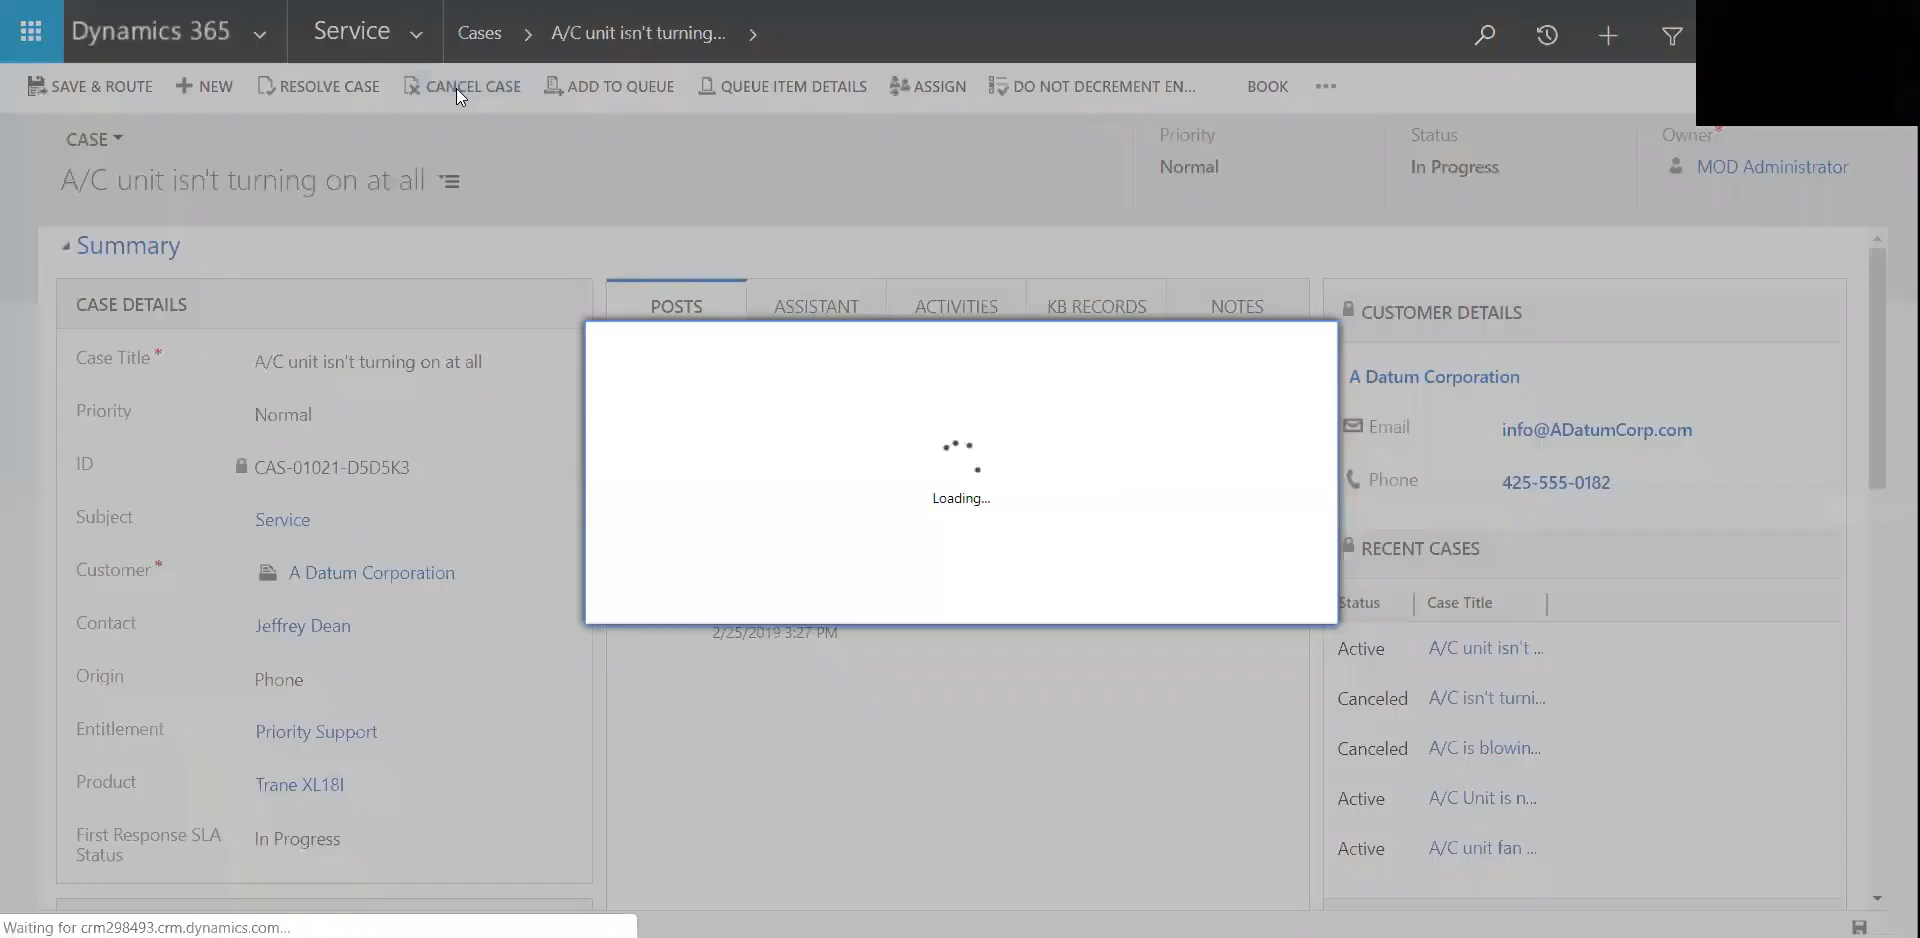 Dynamics 365
Service
Cases
A/C unit isn't turning...
SAVE & ROUTE
NEW
RESOLVE CASE
CANCEL CASE
ADD TO QUEUE
QUEUE ITEM DETAILS
ASSIGN
DO NOT DECREMENT EN...
BOOK
CASE
A/C unit isn't turning on at all
Priority
Normal
Status
In Progress
Owner*
MOD Administrator
Summary
CASE DETAILS
Case Title*
A/C unit isn't turning on at all
Priority
Normal
ID
CAS-01021-D5D5K3
Subject
Service
Customer*
A Datum Corporation
Contact
Jeffrey Dean
Origin
Phone
Entitlement
Priority Support
Product
Trane XL18I
First Response SLA
Status
In Progress
POSTS
ASSISTANT
ACTIVITIES
KB RECORDS
NOTES
Loading...
2/25/2019 3:27 PM
CUSTOMER DETAILS
A Datum Corporation
Email
info@ADatumCorp.com
Phone
425-555-0182
RECENT CASES
Status
Case Title
Active
A/C unit isn't ...
Canceled
A/C isn't turni...
Canceled
A/C is blowin...
Active
A/C Unit is n...
Active
A/C unit fan ...
Waiting for crm298493.crm.dynamics.com...